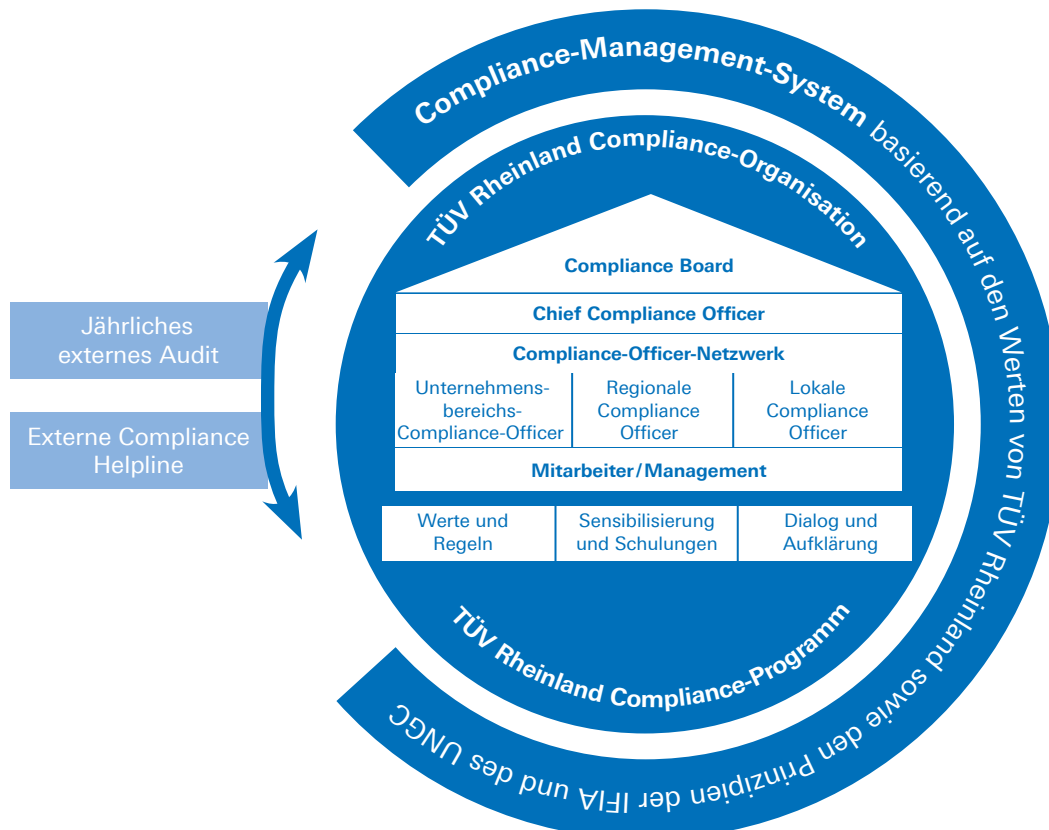 Compliance-Management-System basierend auf den Werten von TÜV Rheinland sowie den Prinzipien der IFIA und des UNGC
TÜV Rheinland Compliance-Organisation
Compliance Board
Chief Compliance Officer
Compliance-Officer-Netzwerk
Unternehmens-
bereichs-
Compliance-Officer
Regionale
Compliance
Officer
Lokale
Compliance
Officer
Mitarbeiter/Management
Werte und
Regeln
Sensibilisierung
und Schulungen
Dialog und
Aufklärung
TÜV Rheinland Compliance-Programm
Jährliches
externes Audit
Externe Compliance
Helpline